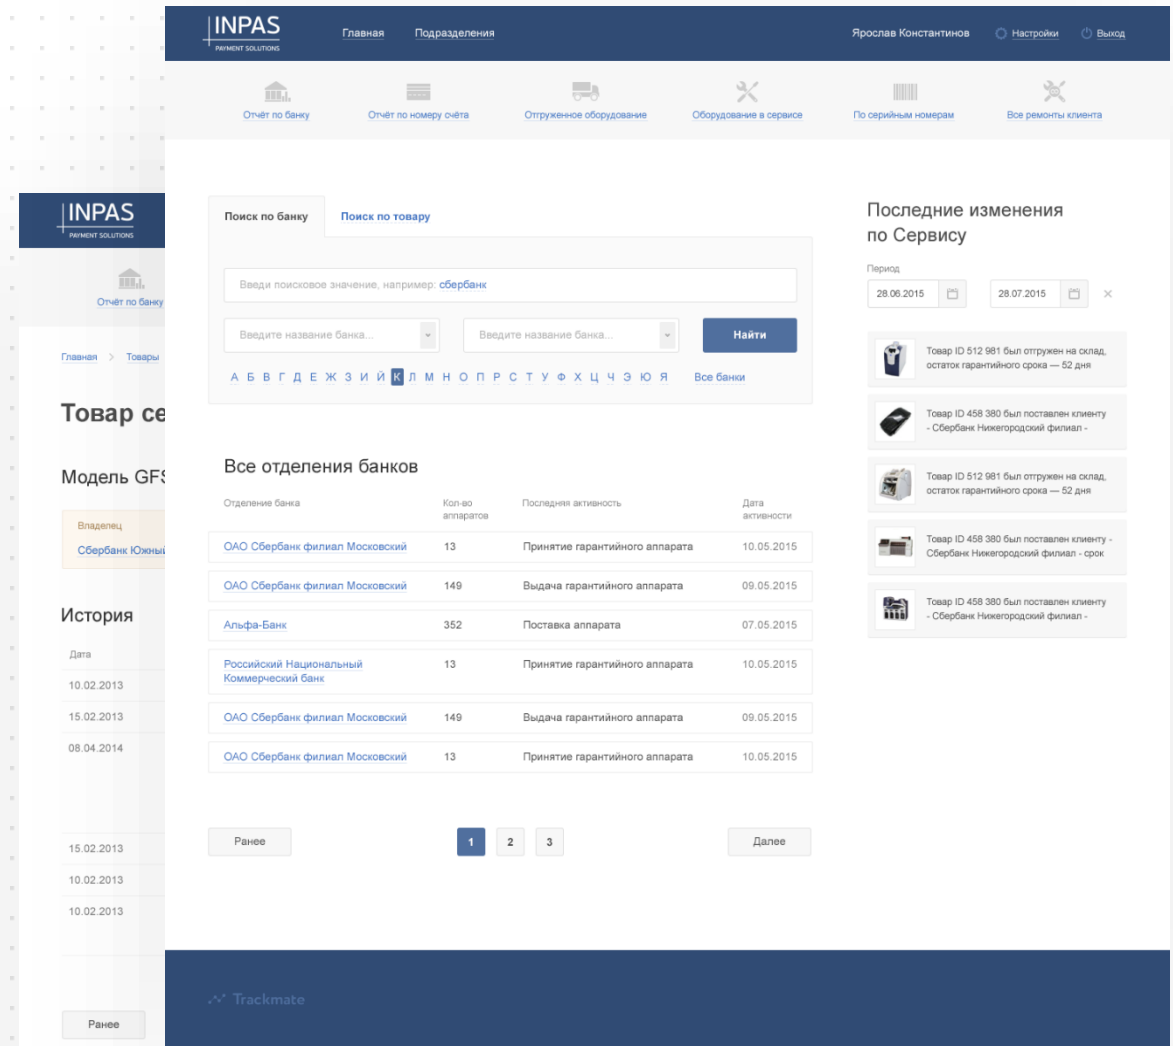 INPAS
PAYMENT SOLUTIONS
Главная Подразделения
Ярослав Константинов Настройки Выход
Отчёт по банку Отчёт по номеру счёта Отгруженное оборудование Оборудование в сервисе По серийным номерам Все ремонты клиента
Поиск по банку Поиск по товару
Введи поисковое значение, например: сбербанк
Введите название банка... Введите название банка... Найти
А Б В Г Д Е Ж З И Й К Л М Н О П Р С Т У Ф Х Ц Ч Э Ю Я Все банки
Все отделения банков
Отделение банка Кол-во аппаратов Последняя активность Дата активности
ОАО Сбербанк филиал Московский 13 Принятие гарантийного аппарата 10.05.2015
ОАО Сбербанк филиал Московский 149 Выдача гарантийного аппарата 09.05.2015
Альфа-Банк 352 Поставка аппарата 07.05.2015
Российский Национальный
Коммерческий банк 13 Принятие гарантийного аппарата 10.05.2015
ОАО Сбербанк филиал Московский 149 Выдача гарантийного аппарата 09.05.2015
ОАО Сбербанк филиал Московский 13 Принятие гарантийного аппарата 10.05.2015
Ранее 1 2 3 Далее
Последние изменения
по Сервису
Период
28.06.2015 28.07.2015
Товар ID 512 981 был отгружен на склад,
остаток гарантийного срока — 52 дня
Товар ID 458 380 был поставлен клиенту
- Сбербанк Нижегородский филиал -
Товар ID 512 981 был отгружен на склад,
остаток гарантийного срока — 52 дня
Товар ID 458 380 был поставлен клиенту -
Сбербанк Нижегородский филиал - срок
Товар ID 458 380 был поставлен клиенту
- Сбербанк Нижегородский филиал -
Trackmate
INPAS
PAYMENT SOLUTIONS
Отчёт по банку
Главная > Товары
Товар се
Модель GFS
Владелец
Сбербанк Южный
История
Дата
10.02.2013
15.02.2013
08.04.2014
15.02.2013
10.02.2013
10.02.2013
Ранее